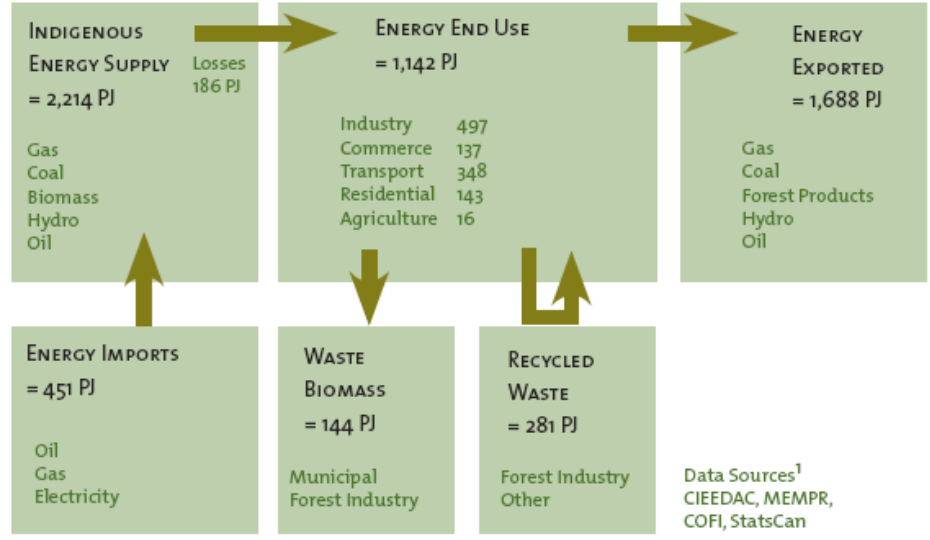 Indigenous
Energy Supply
= 2,214 PJ
Gas
Coal
Biomass
Hydro
Oil
Losses
186 PJ
Energy End Use
= 1,142 PJ
Industry 497
Commerce 137
Transport 348
Residential 143
Agriculture 16
Energy
Exported
= 1,688 PJ
Gas
Coal
Forest Products
Hydro
Oil
Energy Imports
= 451 PJ
Oil
Gas
Electricity
Waste
Biomass
= 144 PJ
Municipal
Forest Industry
Recycled
Waste
= 281 PJ
Forest Industry
Other
Data Sources1
CIEEDAC, MEMPR,
COFI, StatsCan